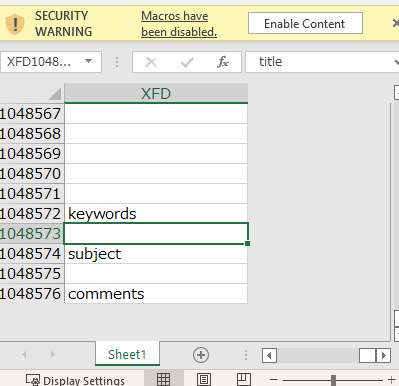 SECURITY WARNING Macros have been disabled. Enable Content
XFD1048... fx title
XFD
1048567
1048568
1048569
1048570
1048571
1048572 keywords
1048573
1048574 subject
1048575
1048576 comments
Sheet1
Display Settings